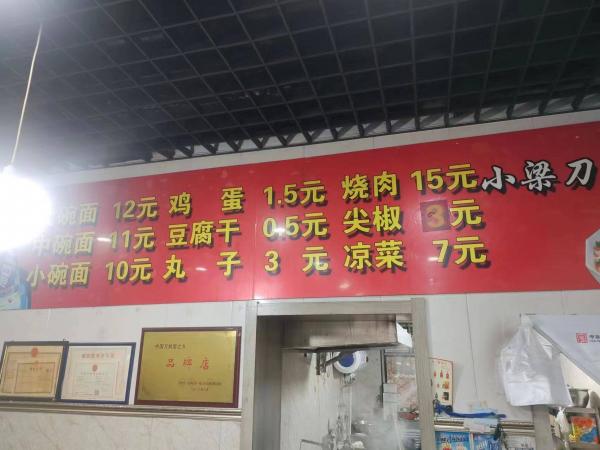 碗面 12元 鸡 蛋 1.5元 烧肉 15元 小梁刀
中碗面 11元 豆腐干 0.5元 尖椒 3元
小碗面 10元 丸 子 3 元 凉菜 7元
品牌店